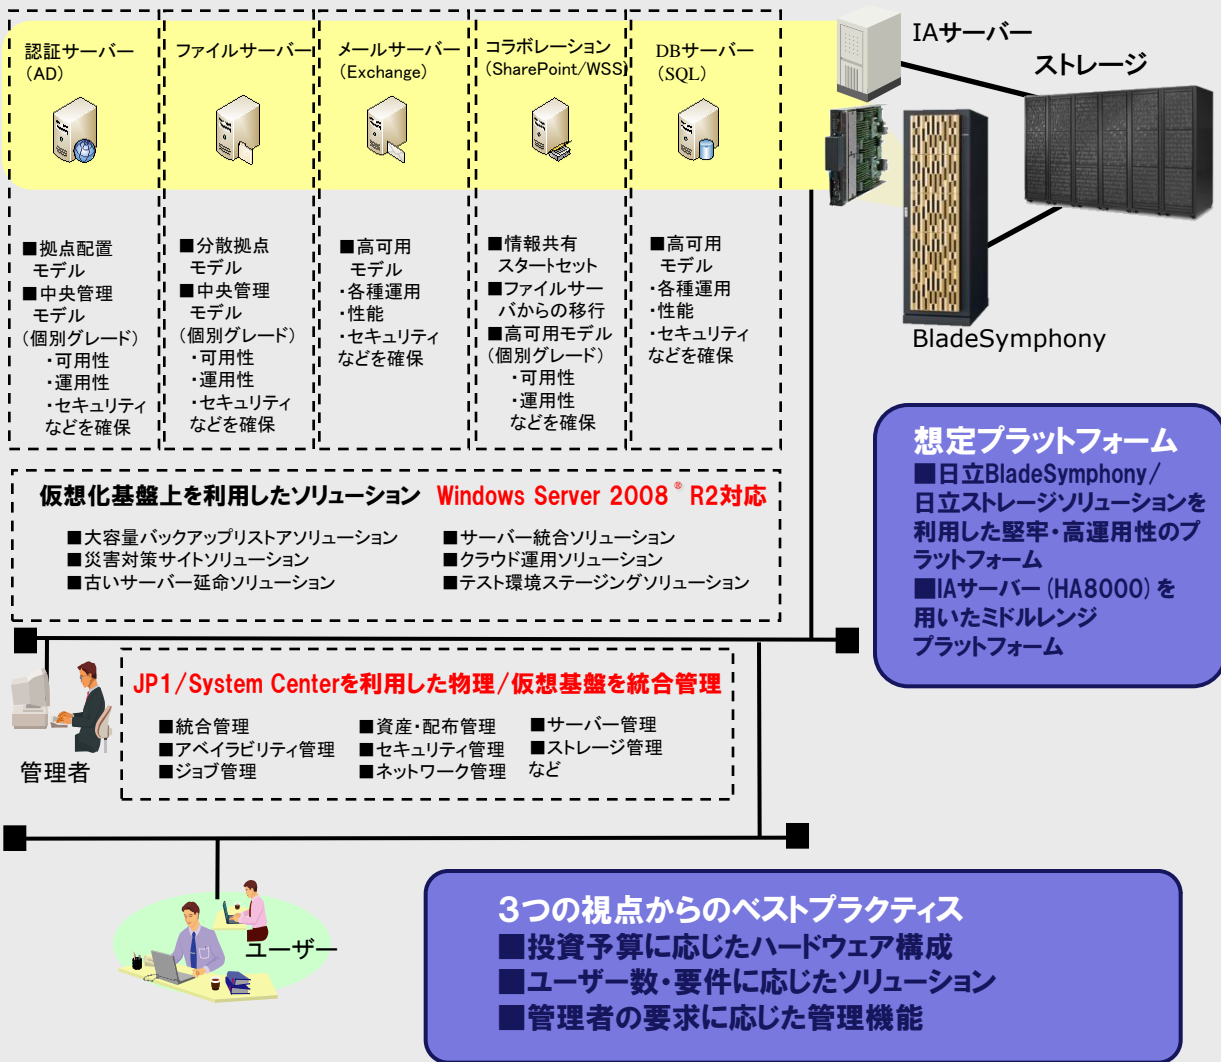 認証サーバー
(AD)
ファイルサーバー
メールサーバー
(Exchange)
コラボレーション
(SharePoint/WSS)
DBサーバー
(SQL)
IAサーバー
ストレージ
BladeSymphony
■拠点配置
モデル
■中央管理
モデル
(個別グレード)
・可用性
・運用性
・セキュリティ
などを確保
■分散拠点
モデル
■中央管理
モデル
(個別グレード)
・可用性
・運用性
・セキュリティ
などを確保
■高可用
モデル
・各種運用
・性能
・セキュリティ
などを確保
■情報共有
スタートセット
■ファイルサー
バからの移行
■高可用モデル
(個別グレード)
・可用性
・運用性
などを確保
■高可用
モデル
・各種運用
・性能
・セキュリティ
などを確保
想定プラットフォーム
■日立BladeSymphony/
日立ストレージソリューションを
利用した堅牢・高運用性のプ
ラットフォーム
■IAサーバー(HA8000)を
用いたミドルレンジ
プラットフォーム
仮想化基盤上を利用したソリューション Windows Server 2008® R2対応
■大容量バックアップリストアソリューション
■災害対策サイトソリューション
■古いサーバー延命ソリューション
■サーバー統合ソリューション
■クラウド運用ソリューション
■テスト環境ステージングソリューション
管理者
JP1/System Centerを利用した物理/仮想基盤を統合管理
■統合管理
■アベイラビリティ管理
■ジョブ管理
■資産・配布管理
■セキュリティ管理
■ネットワーク管理
■サーバー管理
■ストレージ管理
など
ユーザー
3つの視点からのベストプラクティス
■投資予算に応じたハードウェア構成
■ユーザー数・要件に応じたソリューション
■管理者の要求に応じた管理機能